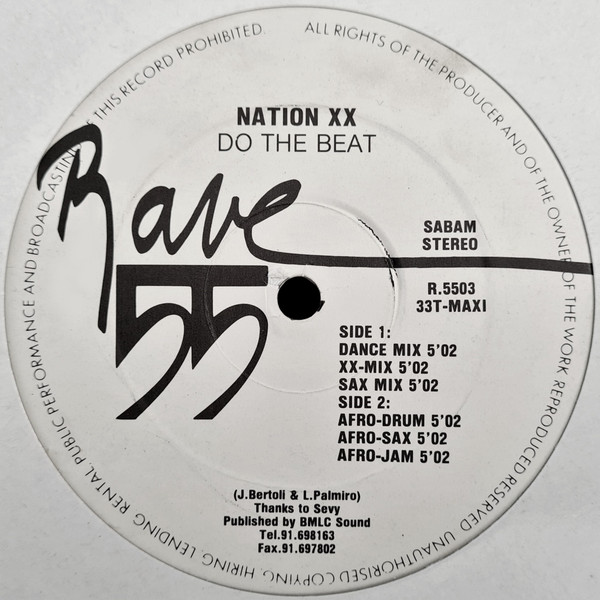 ALL RIGHTS OF THE PRODUCER AND OF THE OWNER OF THE WORK REPRODUCED RESERVED UNAUTHORISED COPYING, HIRING, LENDING, RENTAL PUBLIC PERFORMANCE AND BROADCASTING OF THIS RECORD PROHIBITED.
NATION XX
DO THE BEAT
Rave
55
SABAM
STEREO
R.5503
33T-MAXI
SIDE 1:
DANCE MIX 5'02
XX-MIX 5'02
SAX MIX 5'02
SIDE 2:
AFRO-DRUM 5'02
AFRO-SAX 5'02
AFRO-JAM 5'02
(J.Bertoli & L.Palmiro)
Thanks to Sevy
Published by BMLC Sound
Tel.91.698163
Fax.91.697802